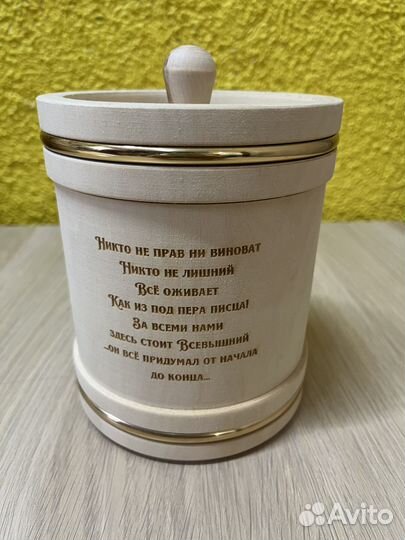 Никто не прав ни виноват
Никто не лишний
Всё оживает
Как из под пера писца!
За всеми нами
здесь стоит Всевышний
...он всё придумал от начала
до конца...
Avito